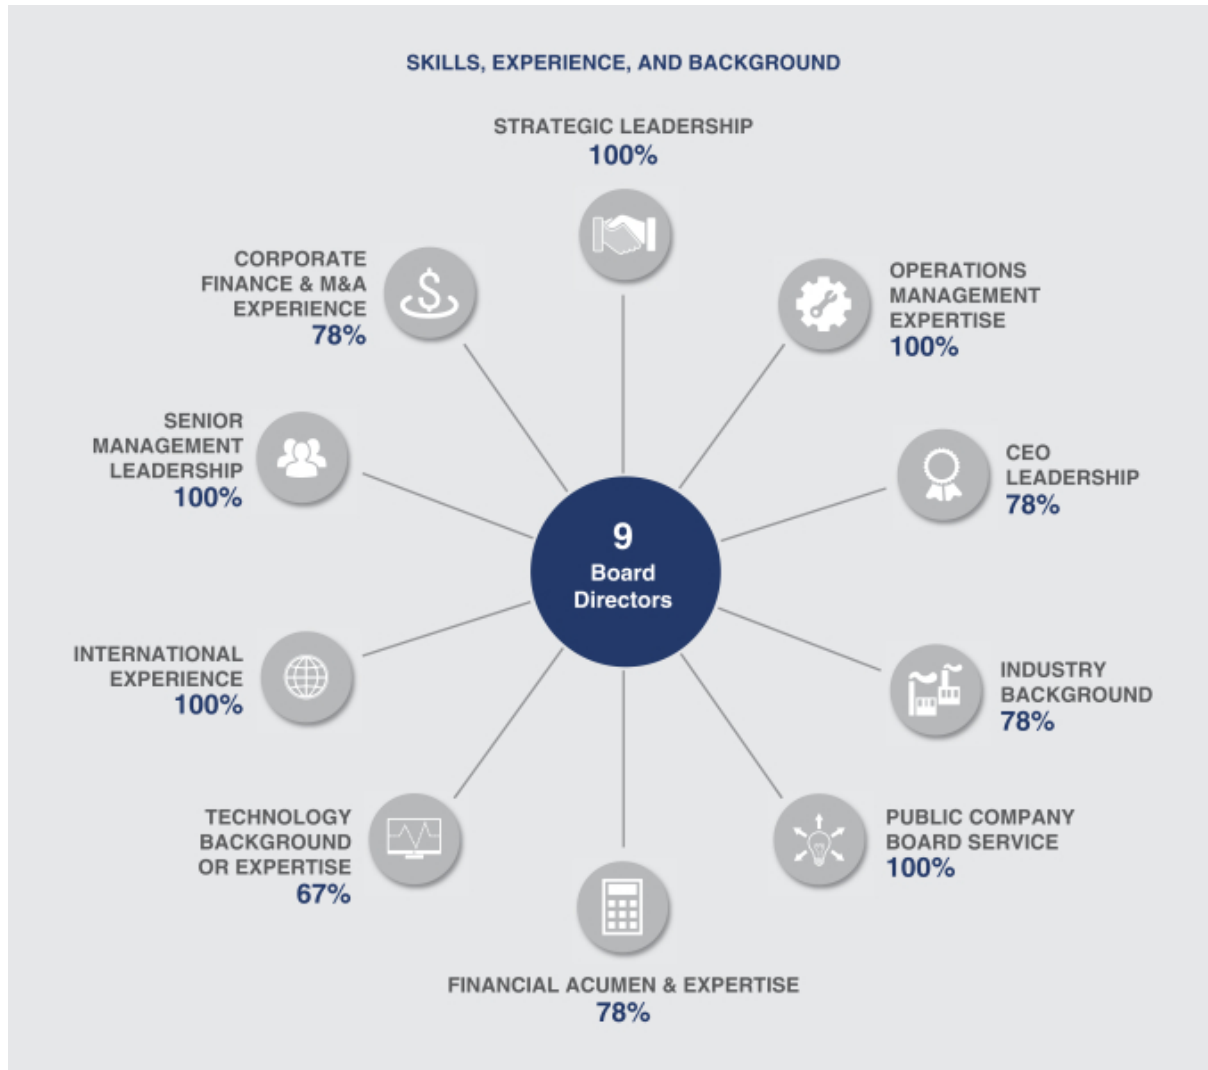 SKILLS, EXPERIENCE, AND BACKGROUND
STRATEGIC LEADERSHIP
100%
OPERATIONS
MANAGEMENT
EXPERTISE
100%
CEO
LEADERSHIP
78%
INDUSTRY
BACKGROUND
78%
PUBLIC COMPANY
BOARD SERVICE
100%
FINANCIAL ACUMEN & EXPERTISE
78%
TECHNOLOGY
BACKGROUND
OR EXPERTISE
67%
INTERNATIONAL
EXPERIENCE
100%
SENIOR
MANAGEMENT
LEADERSHIP
100%
CORPORATE
FINANCE & M&A
EXPERIENCE
78%
9
Board
Directors